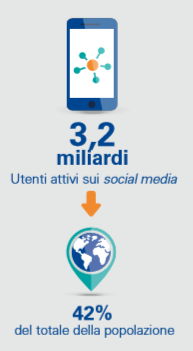 3,2
miliardi
Utenti attivi sui social media
42%
del totale della popolazione